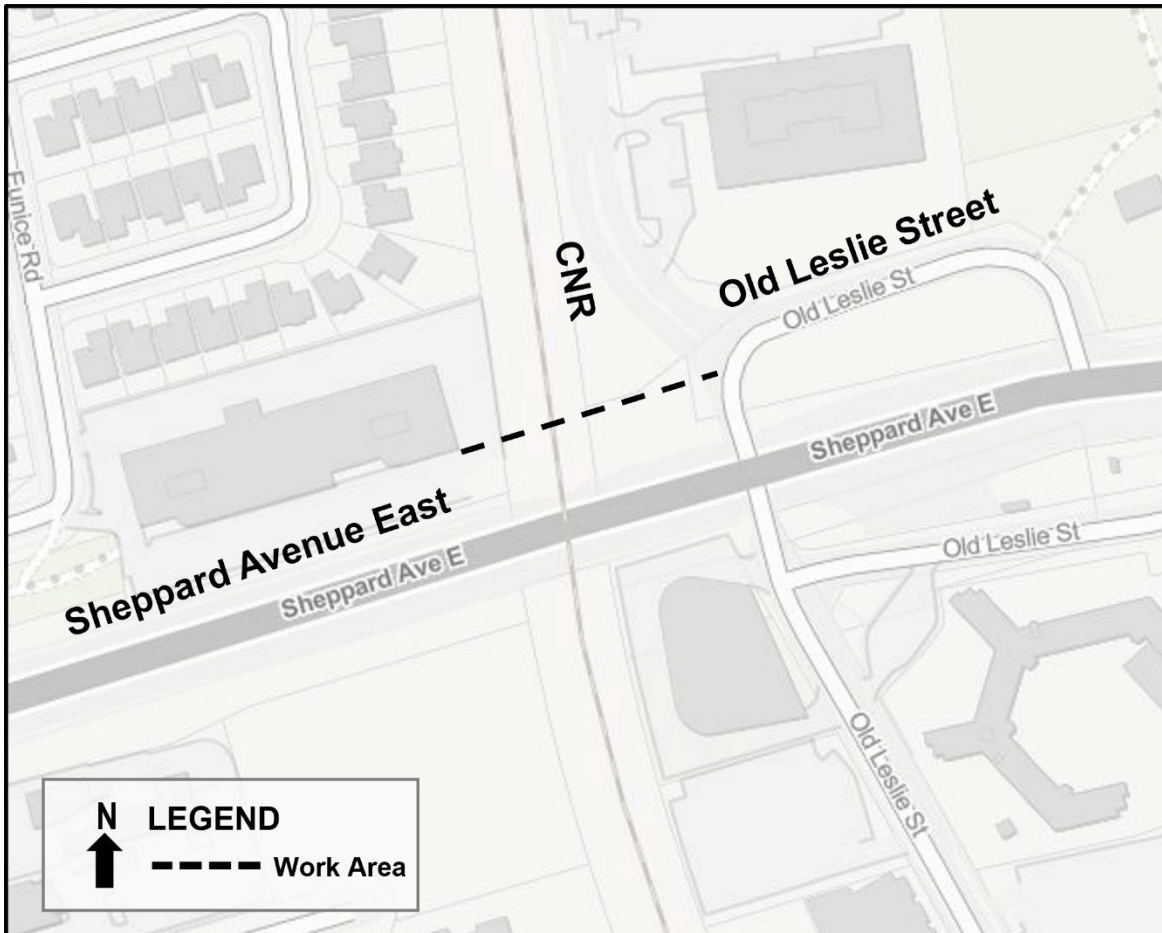 Eunice Rd
CNR
Old Leslie Street
Old Leslie St
Sheppard Ave E
Sheppard Avenue East
Sheppard Ave E
Old Leslie St
Old Leslie St
N LEGEND
Work Area